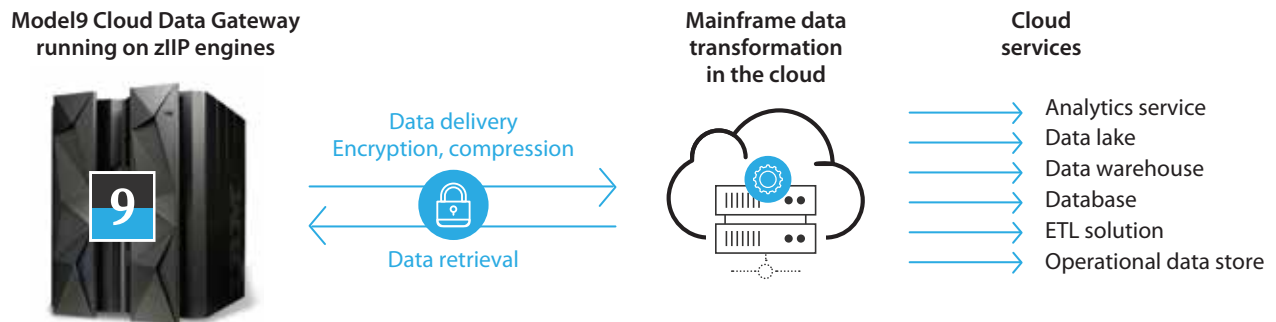 Model9 Cloud Data Gateway
running on zIIP engines
9
Data delivery
Encryption, compression
Data retrieval
Mainframe data
transformation
in the cloud
Cloud
services
Analytics service
Data lake
Data warehouse
Database
ETL solution
Operational data store